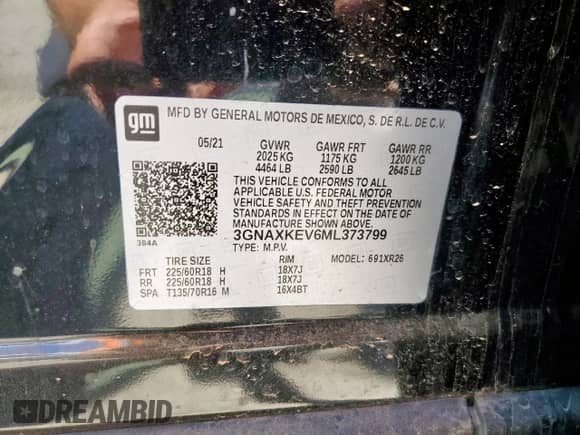 gm
MFD BY GENERAL MOTORS DE MEXICO, S. DE R.L. DE C.V.
05/21 GVWR GAWR FRT GAWR RR
2025 KG 1175 KG 1200 KG
4464 LB 2590 LB 2645 LB
THIS VEHICLE CONFORMS TO ALL
APPLICABLE U.S. FEDERAL MOTOR
VEHICLE SAFETY AND THEFT PREVENTION
STANDARDS IN EFFECT ON THE DATE OF
MANUFACTURE SHOWN ABOVE.
3GNAXKEV6ML373799
394A TYPE: M.P.V.
TIRE SIZE RIM MODEL: 691XR26
FRT 225/60R18 H 18X7J
RR 225/60R18 H 18X7J
SPA T135/70R16 M 16X4BT
DREAMBID